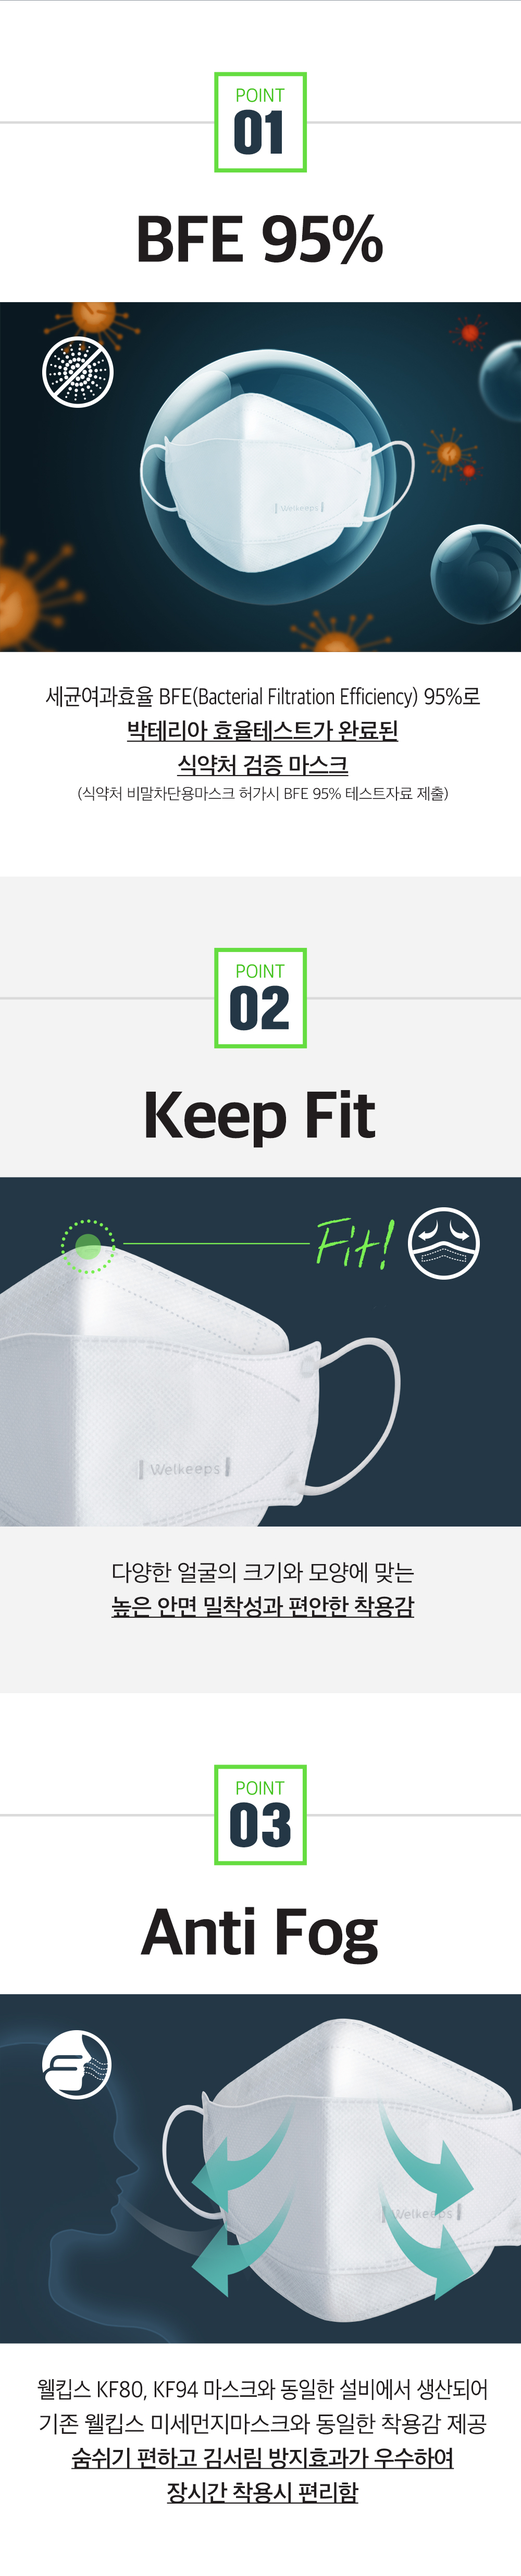 POINT
01
BFE 95%
Welkeeps
세균여과효율 BFE(Bacterial Filtration Efficiency) 95%로
박테리아 효율테스트가 완료된
식약처 검증 마스크
(식약처 비말차단용마스크 허가시 BFE 95% 테스트자료 제출)
POINT
02
Keep Fit
Fit!
Welkeeps
다양한 얼굴의 크기와 모양에 맞는
높은 안면 밀착성과 편안한 착용감
POINT
03
Anti Fog
Welkeeps
웰킵스 KF80, KF94 마스크와 동일한 설비에서 생산되어
기존 웰킵스 미세먼지마스크와 동일한 착용감 제공
숨쉬기 편하고 김서림 방지효과가 우수하여
장시간 착용시 편리함